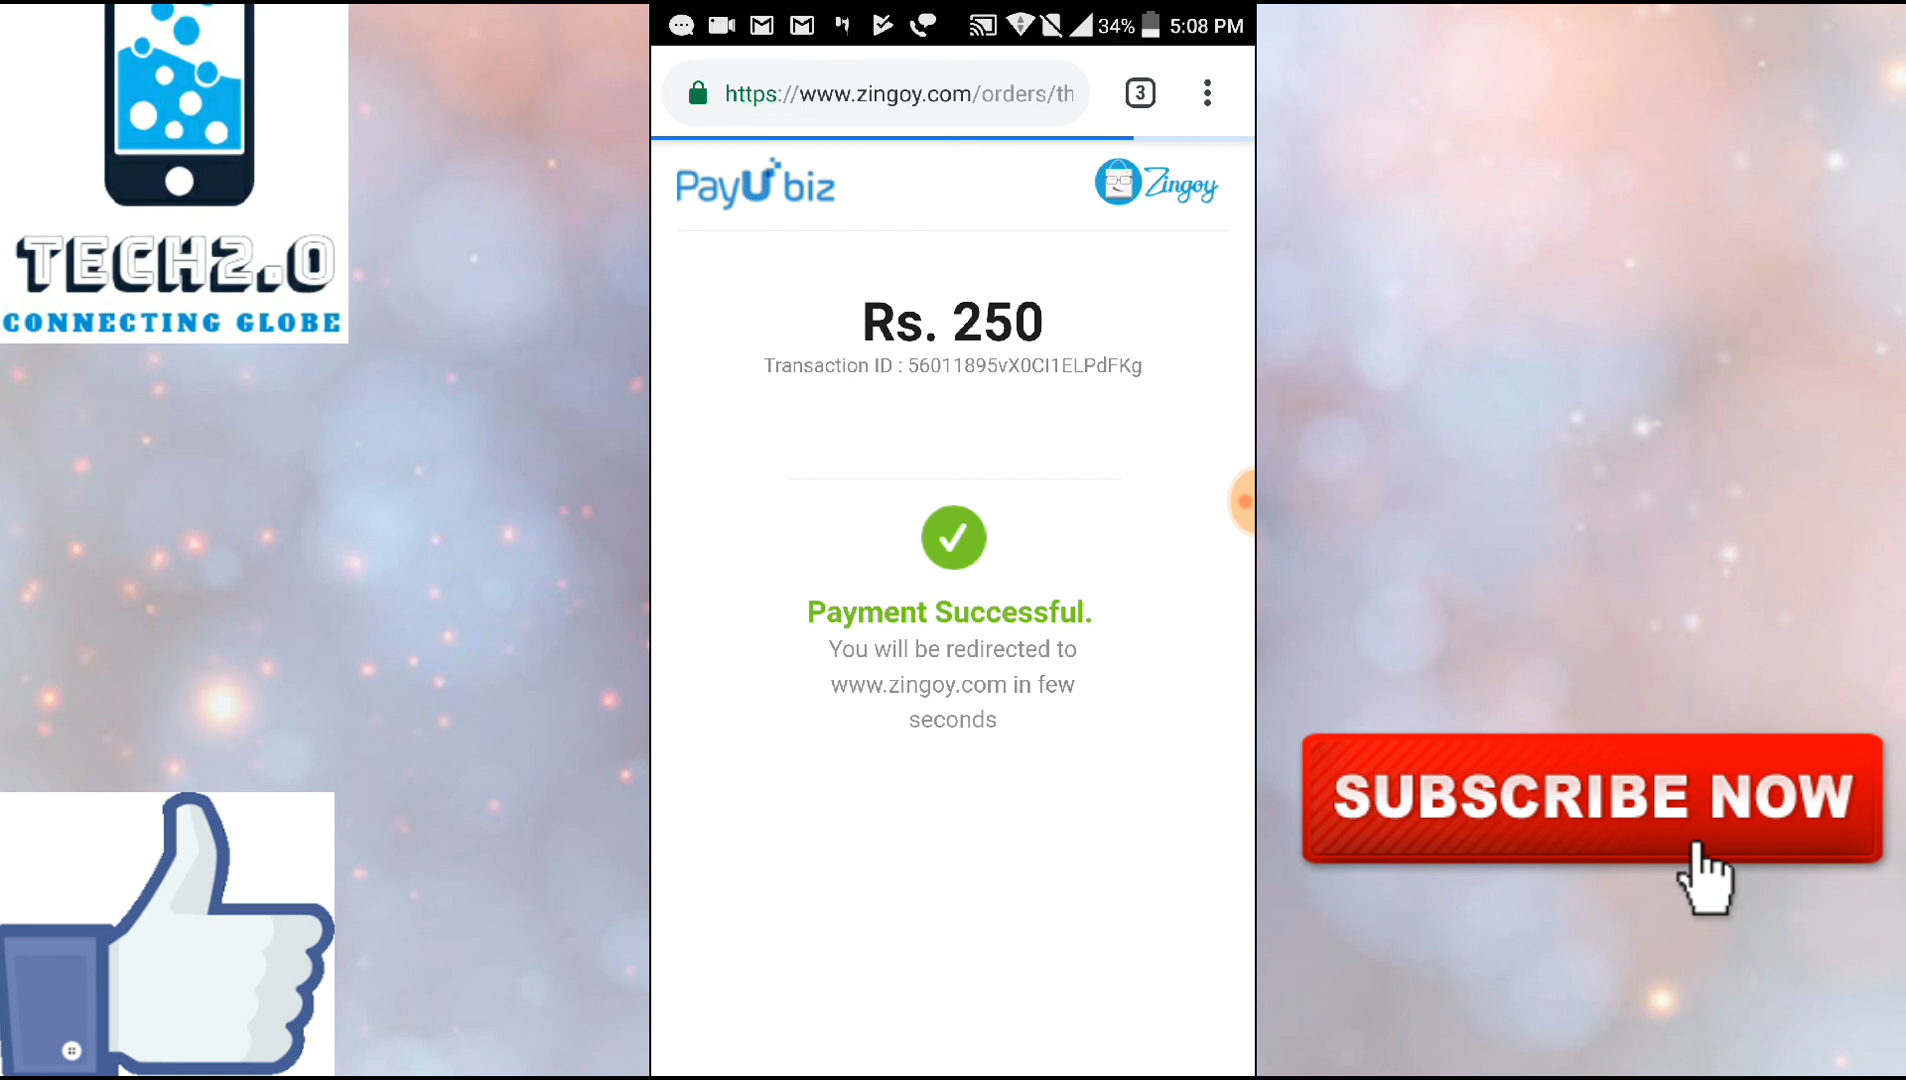 TECH2.0
CONNECTING GLOBE
34% 5:08 PM
https://www.zingoy.com/orders/th
3
PayU biz
Zingoy
Rs. 250
Transaction ID : 56011895vX0CI1ELPdFKg
Payment Successful.
You will be redirected to
www.zingoy.com in few
seconds
SUBSCRIBE NOW